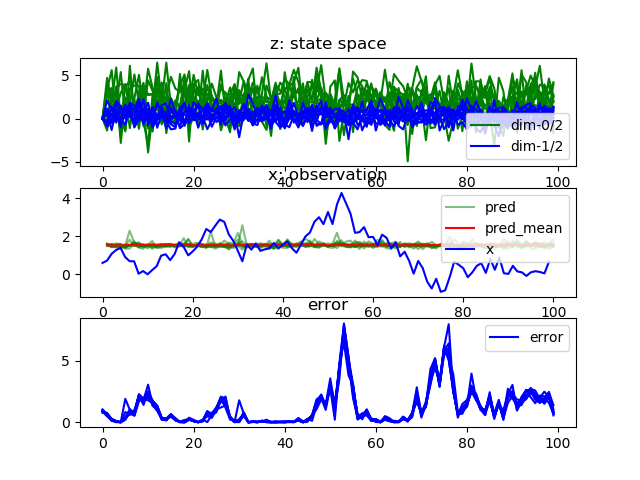 z: state space
5
0
−5
dim-0/2
dim-1/2
0 20 40 60 80 100
x: observation
4
2
0
pred
pred_mean
x
0 20 40 60 80 100
error
5
0
error
0 20 40 60 80 100